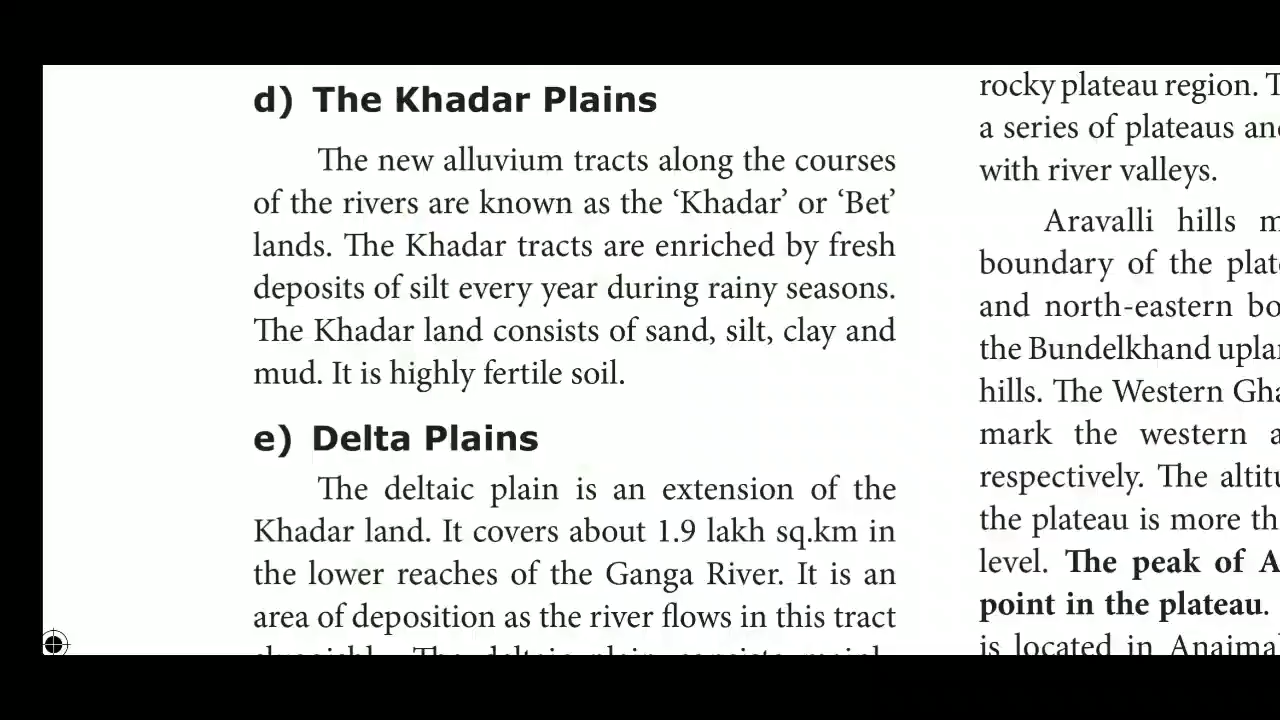 d) The Khadar Plains
The new alluvium tracts along the courses
of the rivers are known as the ‘Khadar’ or ‘Bet’
lands. The Khadar tracts are enriched by fresh
deposits of silt every year during rainy seasons.
The Khadar land consists of sand, silt, clay and
mud. It is highly fertile soil.
e) Delta Plains
The deltaic plain is an extension of the
Khadar land. It covers about 1.9 lakh sq.km in
the lower reaches of the Ganga River. It is an
area of deposition as the river flows in this tract
The deltaic plain consists
rocky plateau region.
a series of plateaus
with river valleys.
Aravalli hills
boundary of the
and north-eastern
the Bundelkhand
hills. The Western
mark the western
respectively. The
the plateau is more
level. The peak of
point in the plateau.
is located in